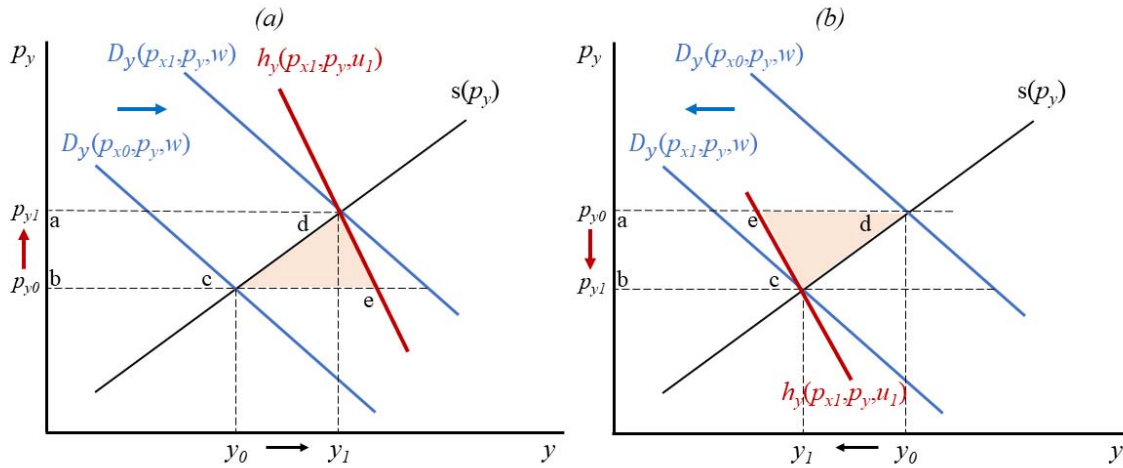 (a)
p_y
D_y(p_x1,p_y,w)
h_y(p_x1,p_y,u_1)
s(p_y)
D_y(p_x0,p_y,w)
p_y1
a
d
b
p_y0
c
e
y_0
y_1
y
(b)
p_y
D_y(p_x0,p_y,w)
s(p_y)
D_y(p_x1,p_y,w)
p_y0
a
e
d
b
p_y1
c
h_y(p_x1,p_y,u_1)
y_1
y_0
y